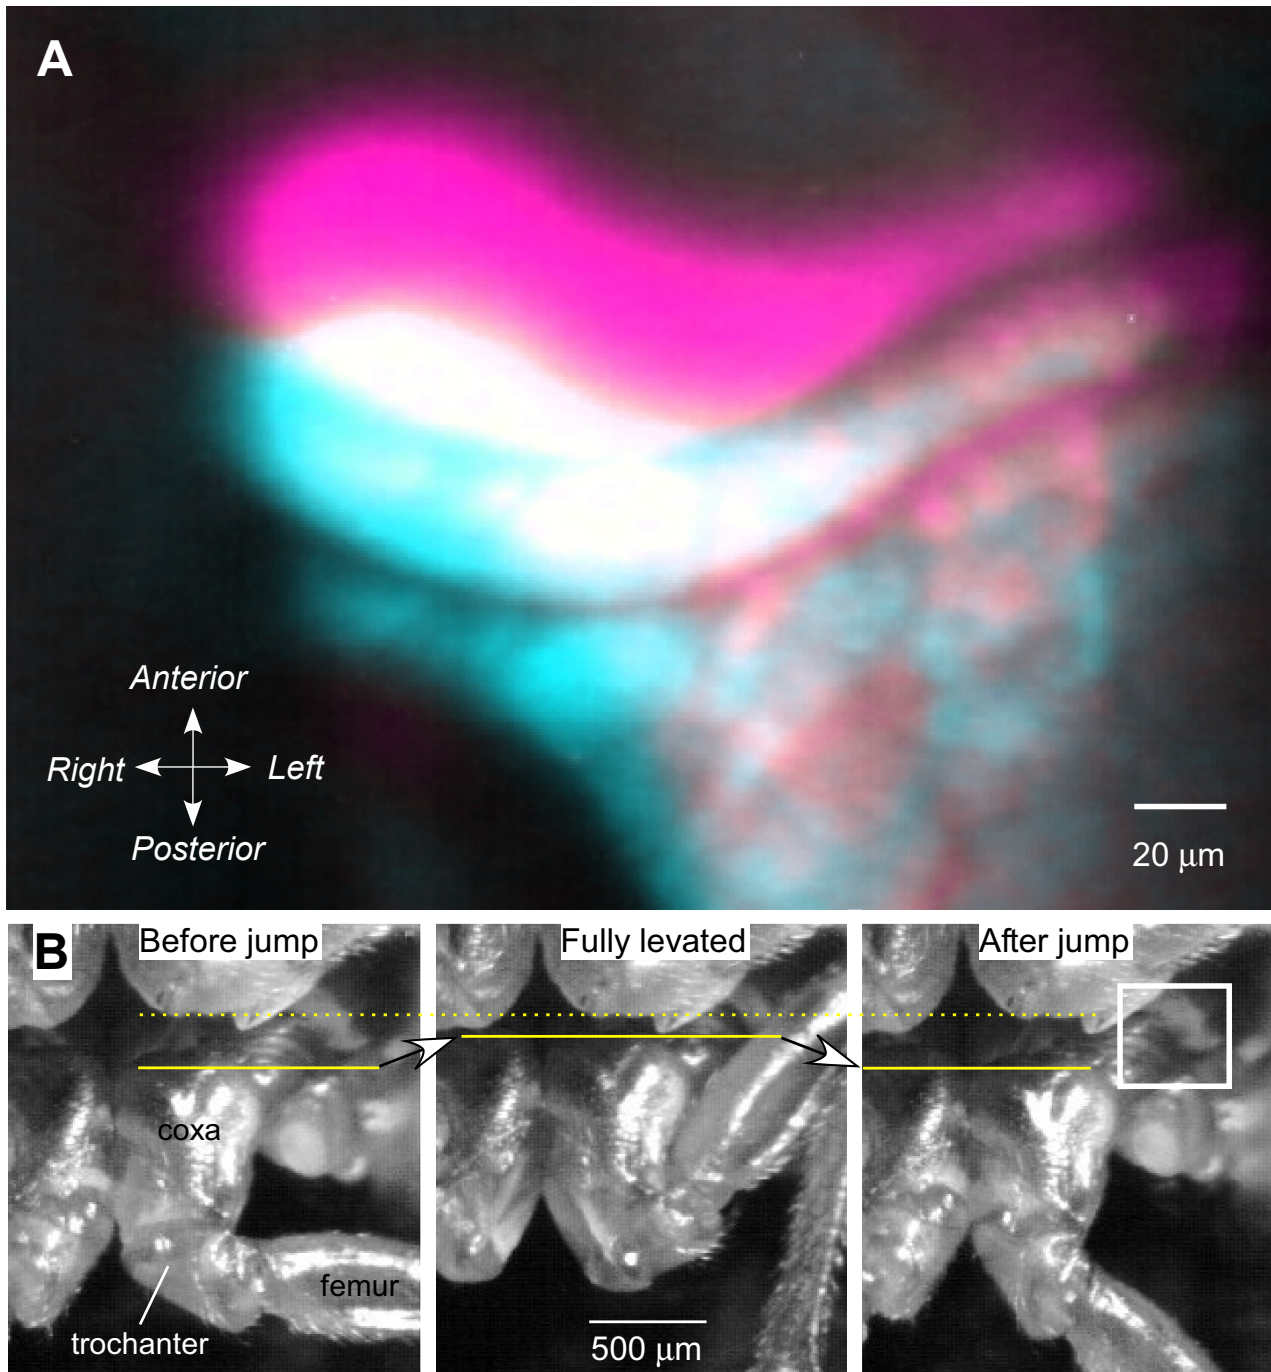 A
Anterior
Right
Left
Posterior
20 μm
B
Before jump
Fully levated
After jump
coxa
femur
trochanter
500 μm